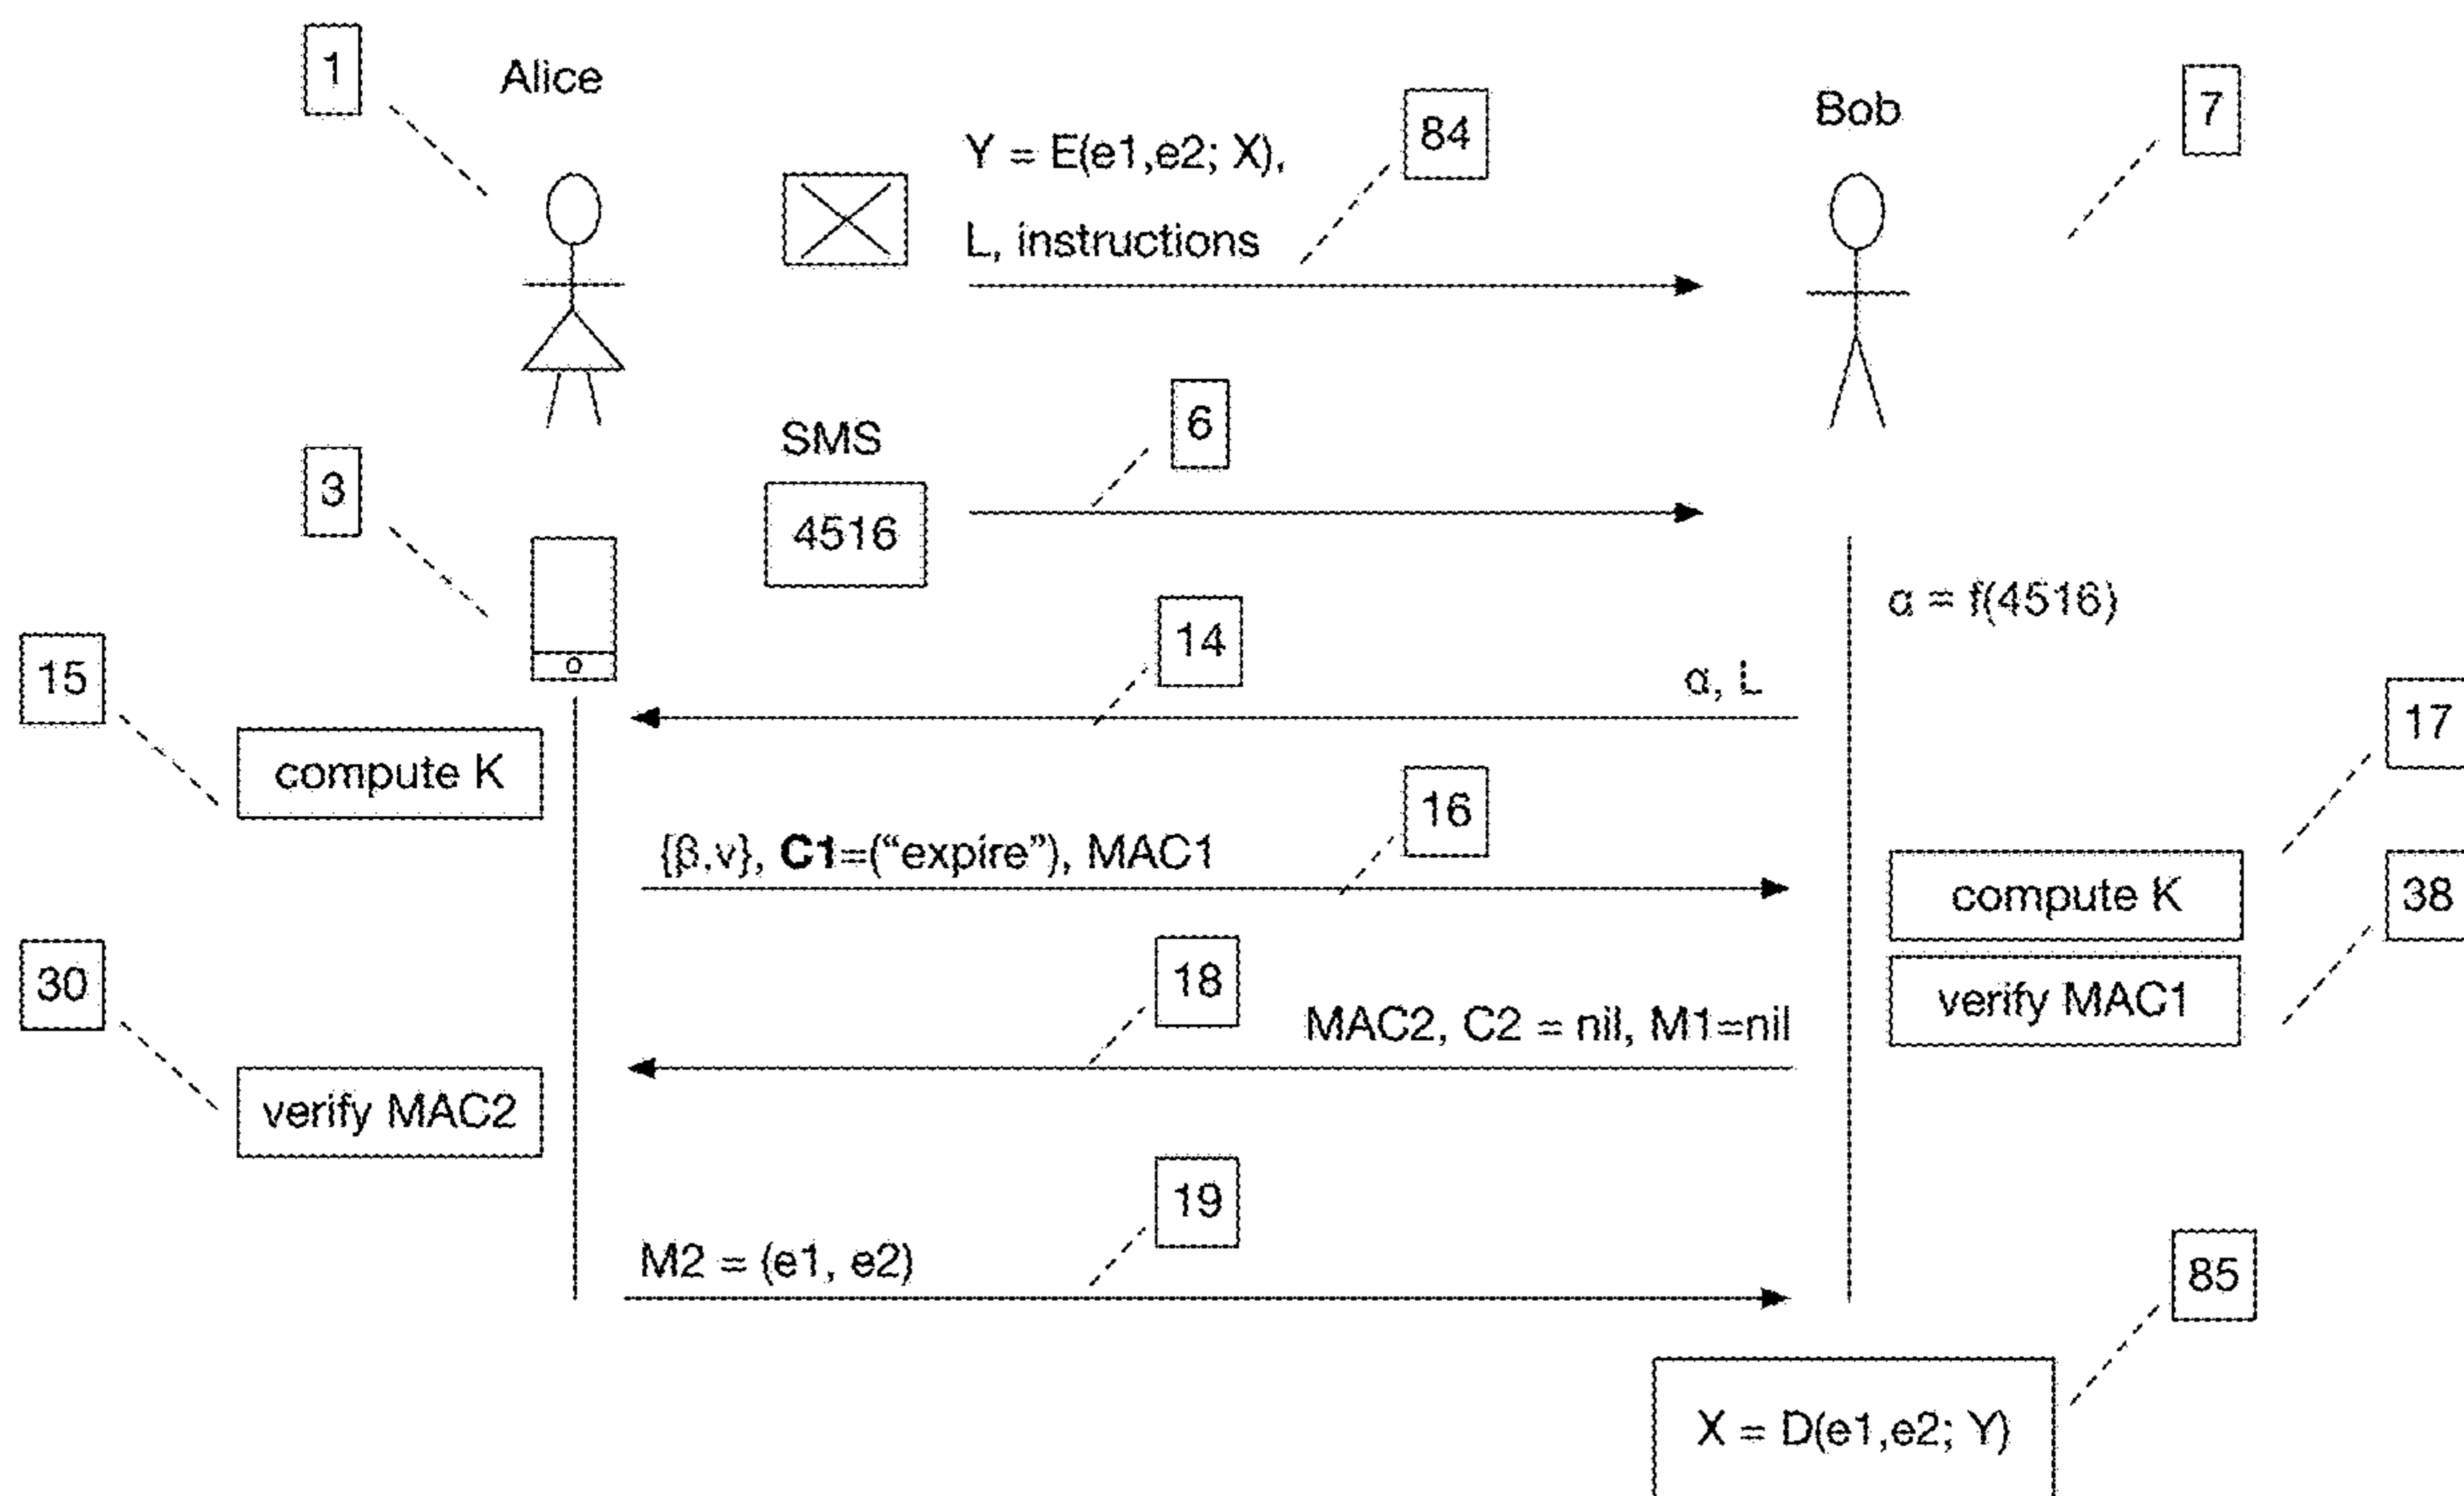 1
Alice
Y = E(e1,e2; X),
84
Bob
7
L, instructions
SMS
6
3
4516
α = f(4516)
14
15
α, L
17
compute K
16
{β,v}, C1=("expire"), MAC1
compute K
38
30
18
verify MAC1
MAC2, C2 = nil, M1=nil
verify MAC2
19
M2 = (e1, e2)
85
X = D(e1,e2; Y)